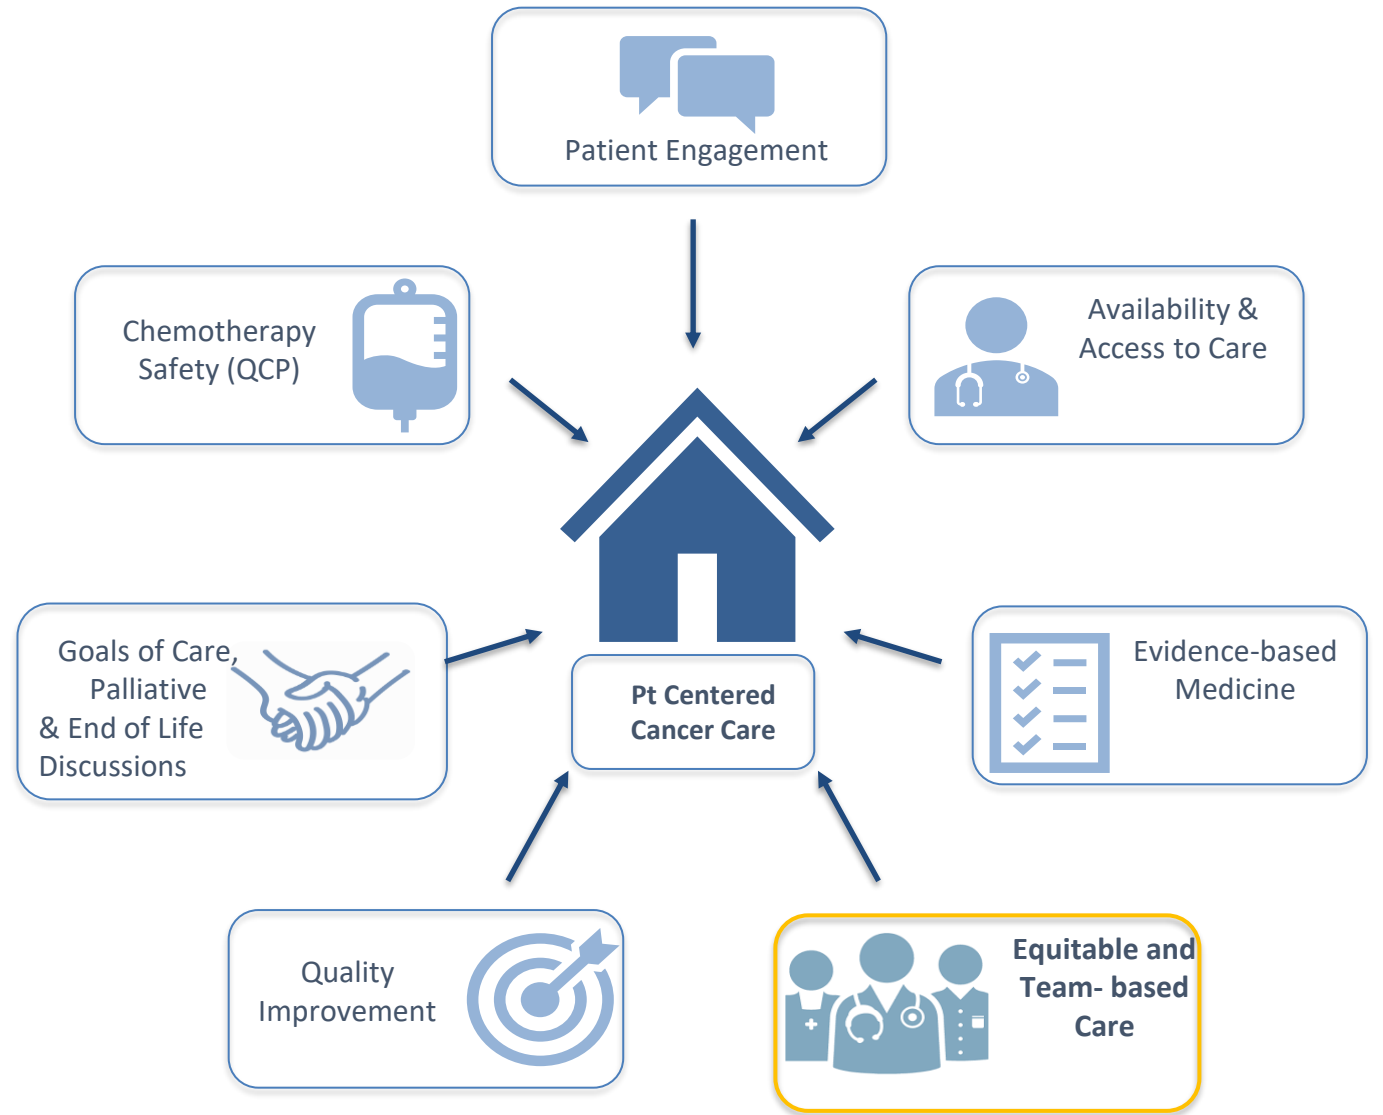 Patient Engagement
Chemotherapy
Safety (QCP)
Availability &
Access to Care
Goals of Care,
Palliative
& End of Life
Discussions
Pt Centered
Cancer Care
Evidence-based
Medicine
Quality
Improvement
Equitable and
Team- based
Care